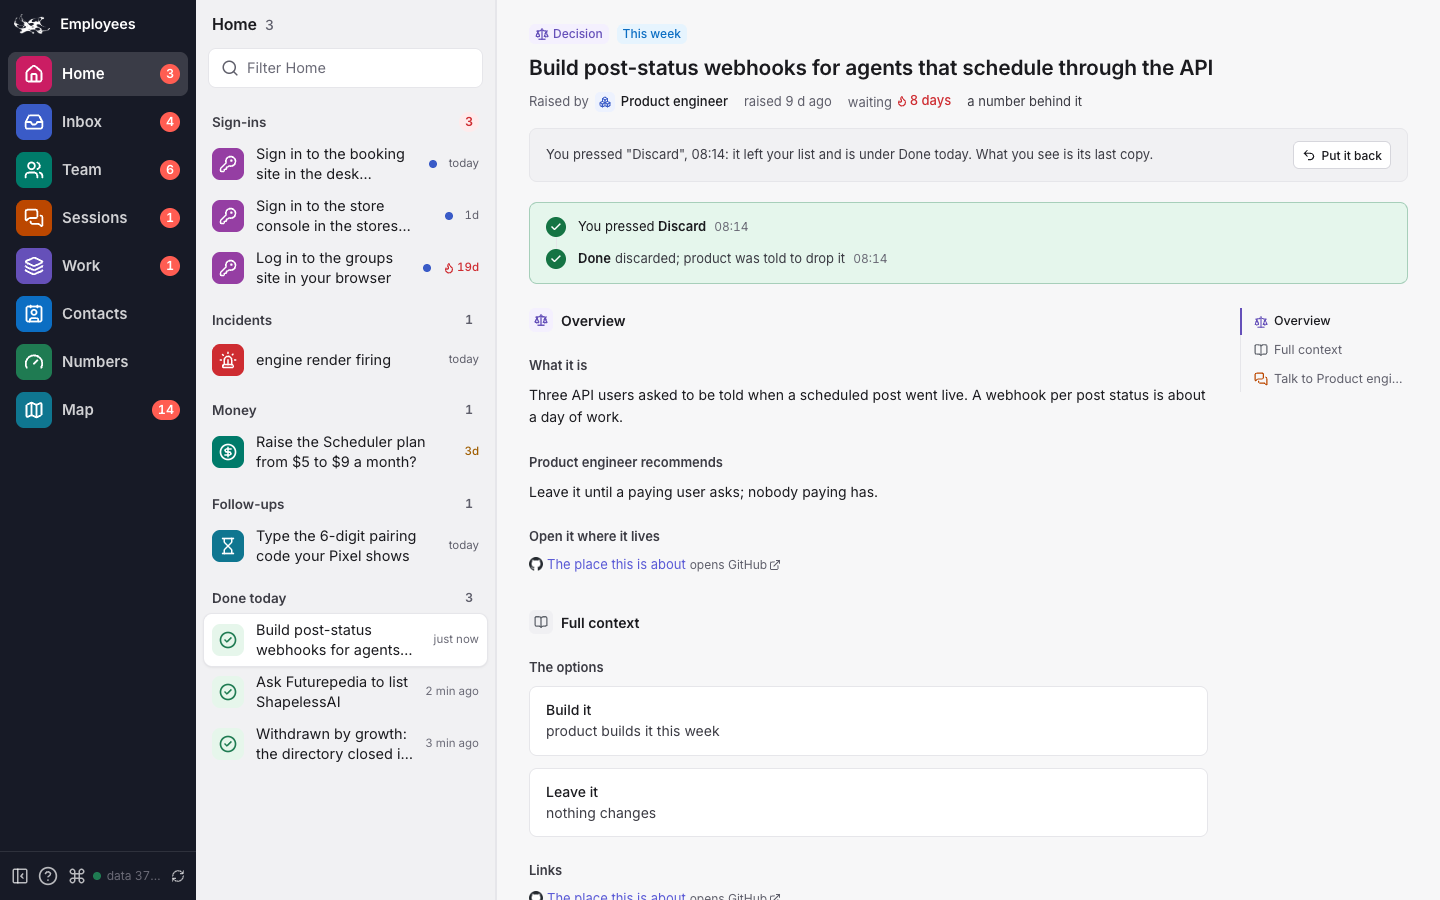 Employees
Home 3
Inbox 4
Team 6
Sessions 1
Work 1
Contacts
Numbers
Map 14
data 37...
Home 3
Filter Home
Sign-ins 3
Sign in to the booking
site in the desk... today
Sign in to the store
console in the stores... 1d
Log in to the groups
site in your browser 19d
Incidents 1
engine render firing today
Money 1
Raise the Scheduler plan
from $5 to $9 a month? 3d
Follow-ups 1
Type the 6-digit pairing
code your Pixel shows today
Done today 3
Build post-status
webhooks for agents... just now
Ask Futurepedia to list
ShapelessAI 2 min ago
Withdrawn by growth:
the directory closed i... 3 min ago
Decision This week
Build post-status webhooks for agents that schedule through the API
Raised by Product engineer raised 9 d ago waiting 8 days a number behind it
You pressed "Discard", 08:14: it left your list and is under Done today. What you see is its last copy. Put it back
You pressed Discard 08:14
Done discarded; product was told to drop it 08:14
Overview
What it is
Three API users asked to be told when a scheduled post went live. A webhook per post status is about
a day of work.
Product engineer recommends
Leave it until a paying user asks; nobody paying has.
Open it where it lives
The place this is about opens GitHub
Full context
The options
Build it
product builds it this week
Leave it
nothing changes
Links
The place this is about opens GitHub
Overview
Full context
Talk to Product engi...